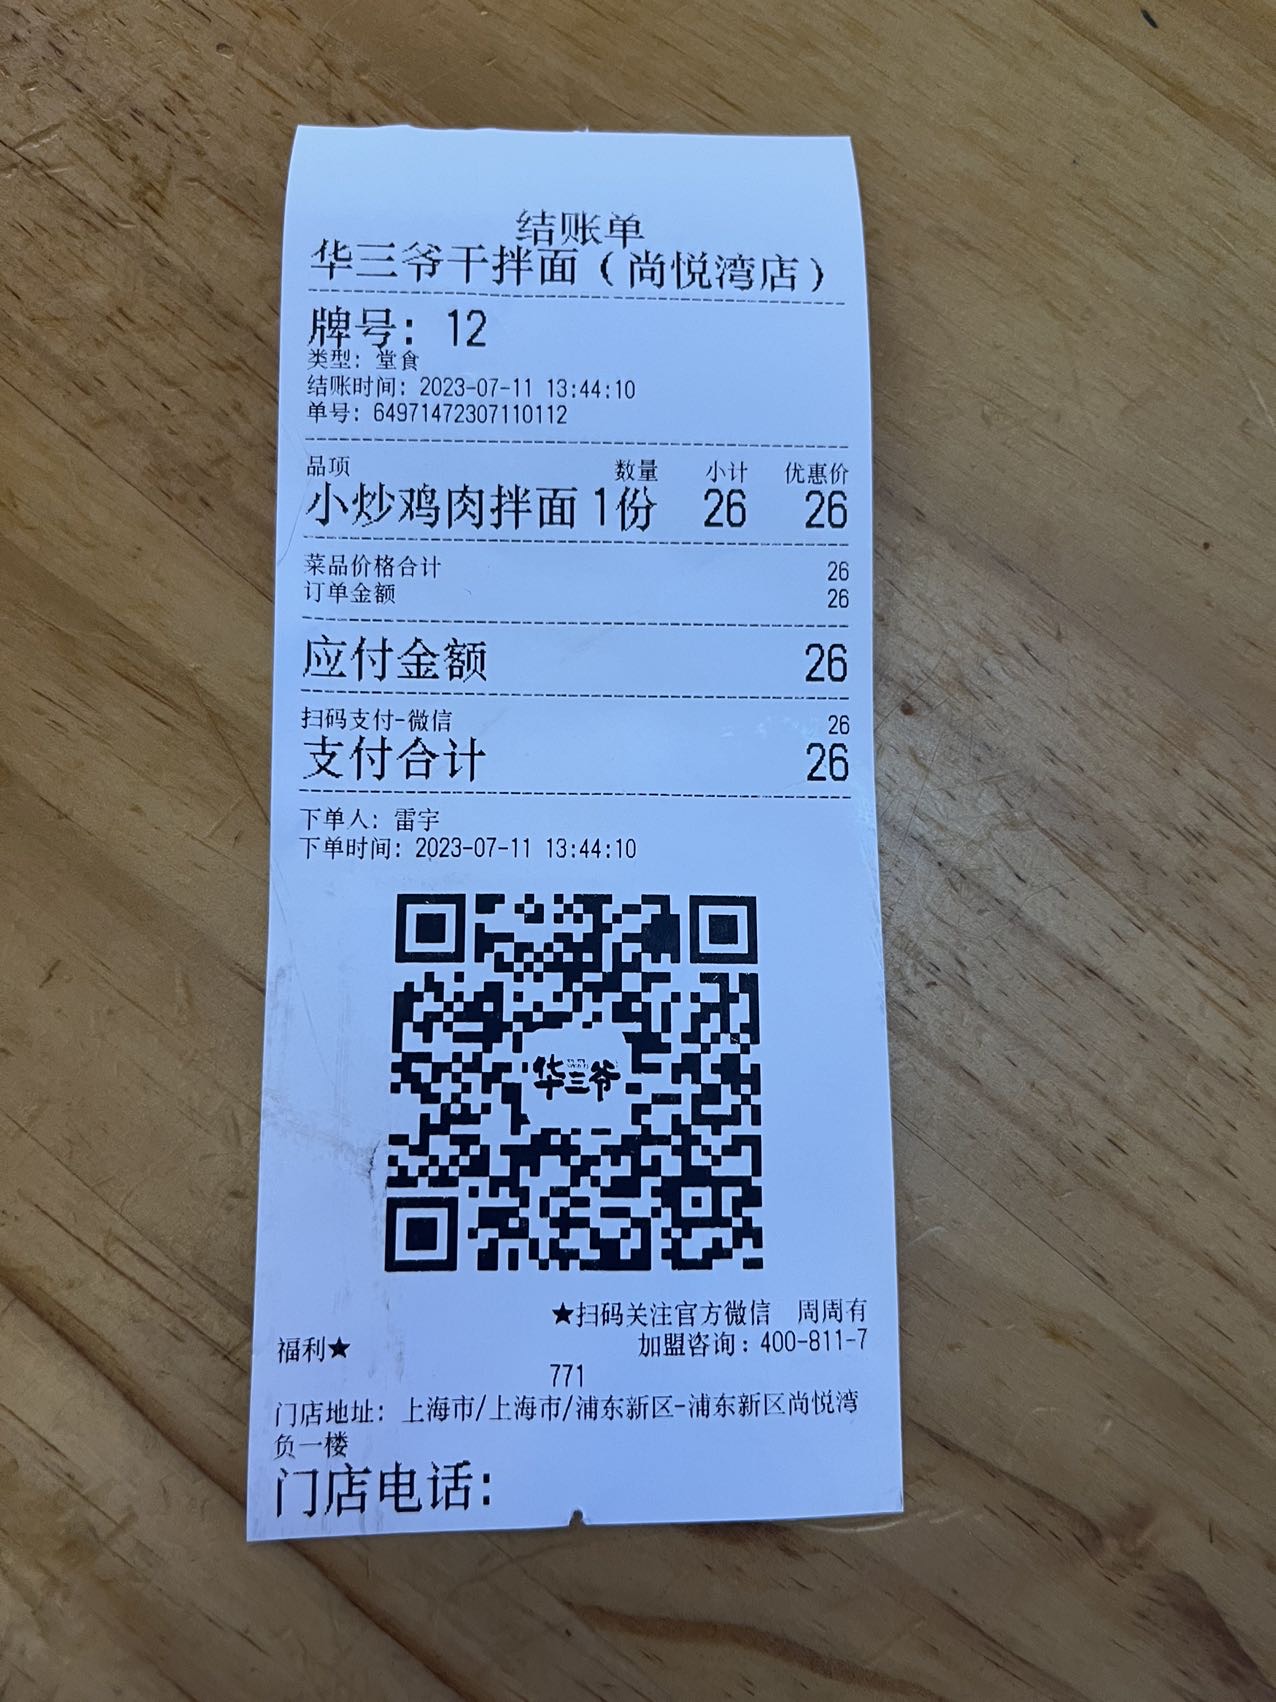 结账单
华三爷干拌面（尚悦湾店）
牌号：12
类型：堂食
结账时间：2023-07-11 13:44:10
单号：64971472307110112
品项 数量 小计 优惠价
小炒鸡肉拌面 1份 26 26
菜品价格合计 26
订单金额 26
应付金额 26
扫码支付-微信 26
支付合计 26
下单人：雷宇
下单时间：2023-07-11 13:44:10
华三爷
★扫码关注官方微信 周周有
福利★ 加盟咨询：400-811-7
771
门店地址：上海市/上海市/浦东新区-浦东新区尚悦湾
负一楼
门店电话：